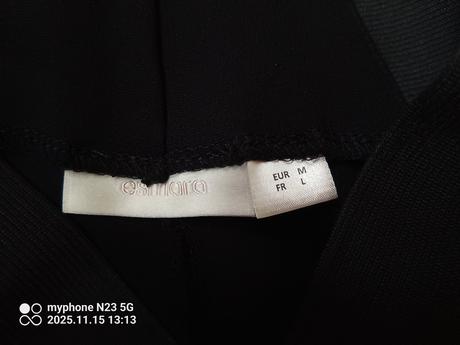 esmara
EUR M
FR L
myphone N23 5G
2025.11.15 13:13